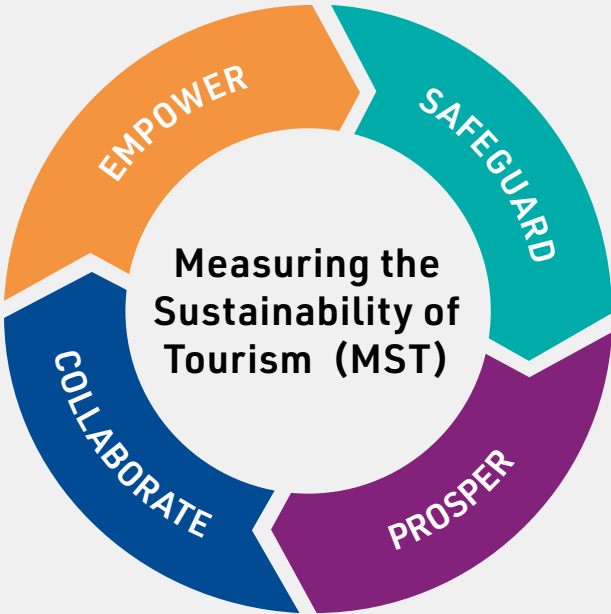 EMPOWER
SAFEGUARD
Measuring the
Sustainability of
Tourism (MST)
COLLABORATE
PROSPER